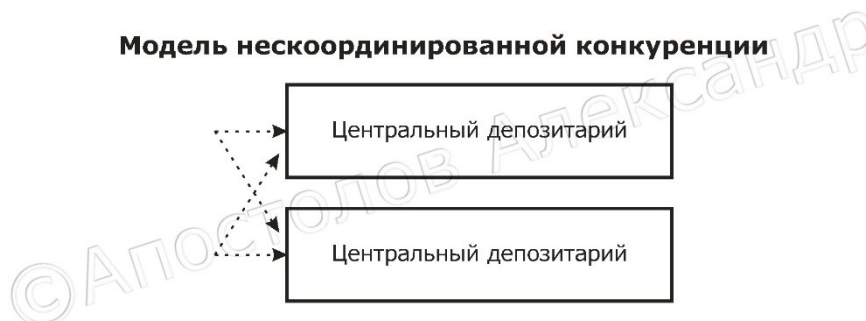 Модель нескоординированной конкуренции
Центральный депозитарий
Центральный депозитарий
©Апостолов Александр